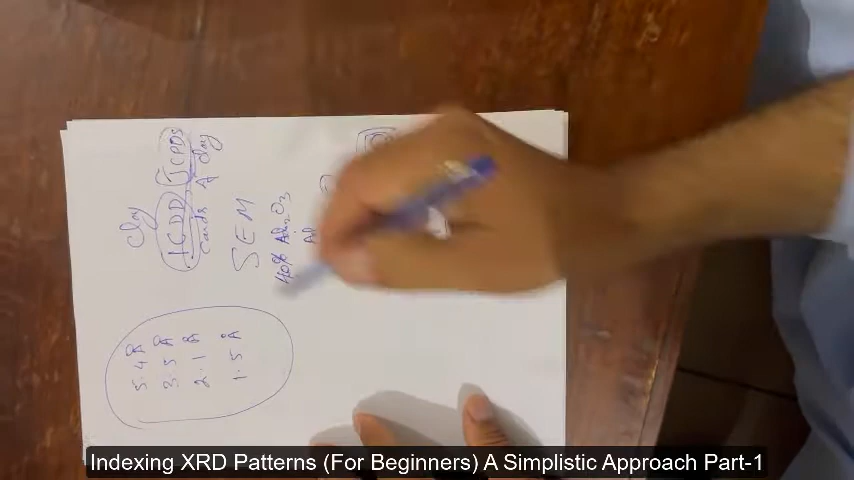 Clay
ICDD JCPDS
Cards of Clay
SEM
40% Al2O3
Al
5.4 Å
3.5 Å
2.1 Å
1.5 Å
Indexing XRD Patterns (For Beginners) A Simplistic Approach Part-1